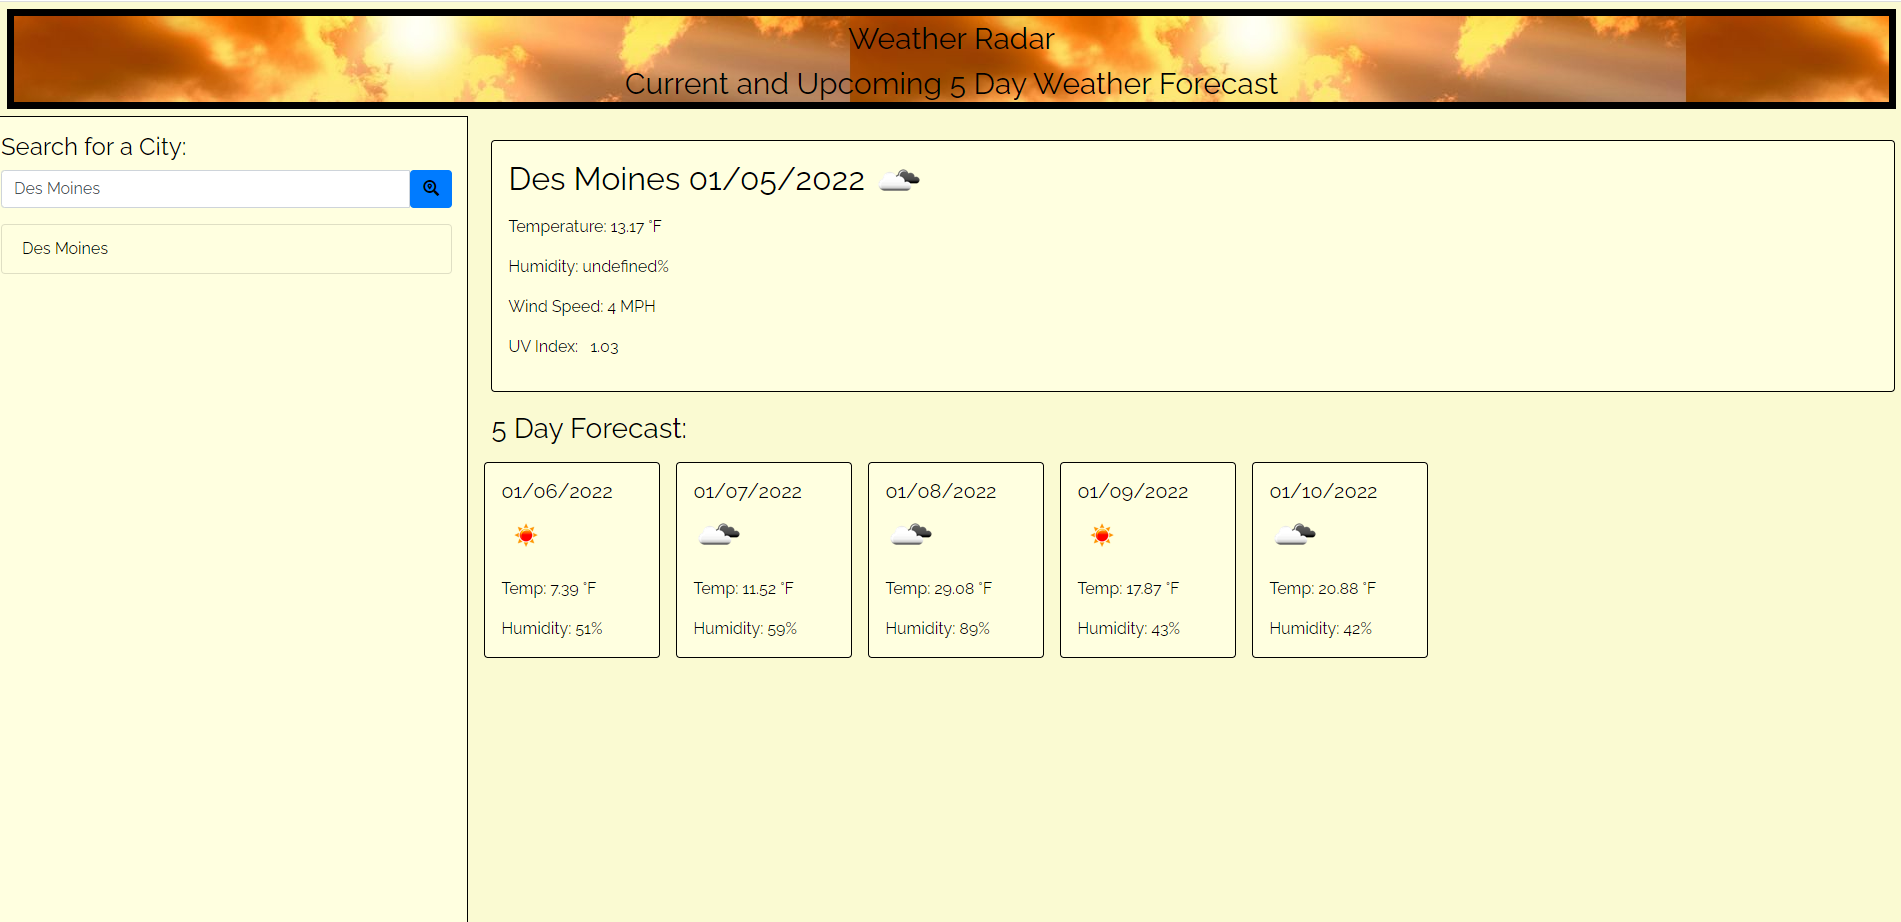 Weather Radar
Current and Upcoming 5 Day Weather Forecast
Search for a City:
Des Moines
Des Moines
Des Moines 01/05/2022
Temperature: 13.17 °F
Humidity: undefined%
Wind Speed: 4 MPH
UV Index: 1.03
5 Day Forecast:
01/06/2022
Temp: 7.39 °F
Humidity: 51%
01/07/2022
Temp: 11.52 °F
Humidity: 59%
01/08/2022
Temp: 29.08 °F
Humidity: 89%
01/09/2022
Temp: 17.87 °F
Humidity: 43%
01/10/2022
Temp: 20.88 °F
Humidity: 42%